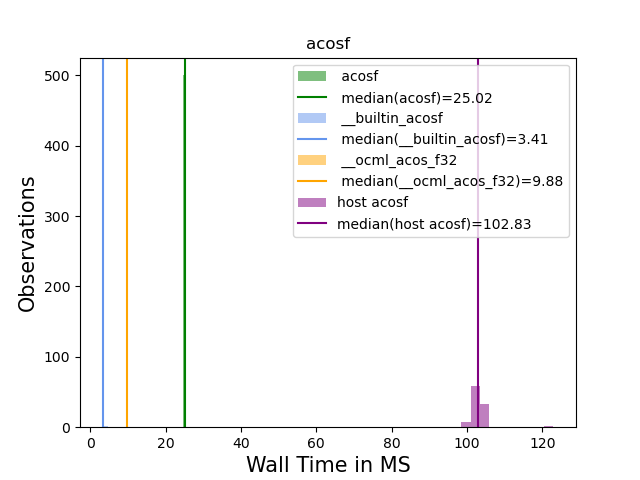 acosf
Observations
500
400
300
200
100
0
acosf
median(acosf)=25.02
__builtin_acosf
median(__builtin_acosf)=3.41
__ocml_acos_f32
median(__ocml_acos_f32)=9.88
host acosf
median(host acosf)=102.83
0 20 40 60 80 100 120
Wall Time in MS